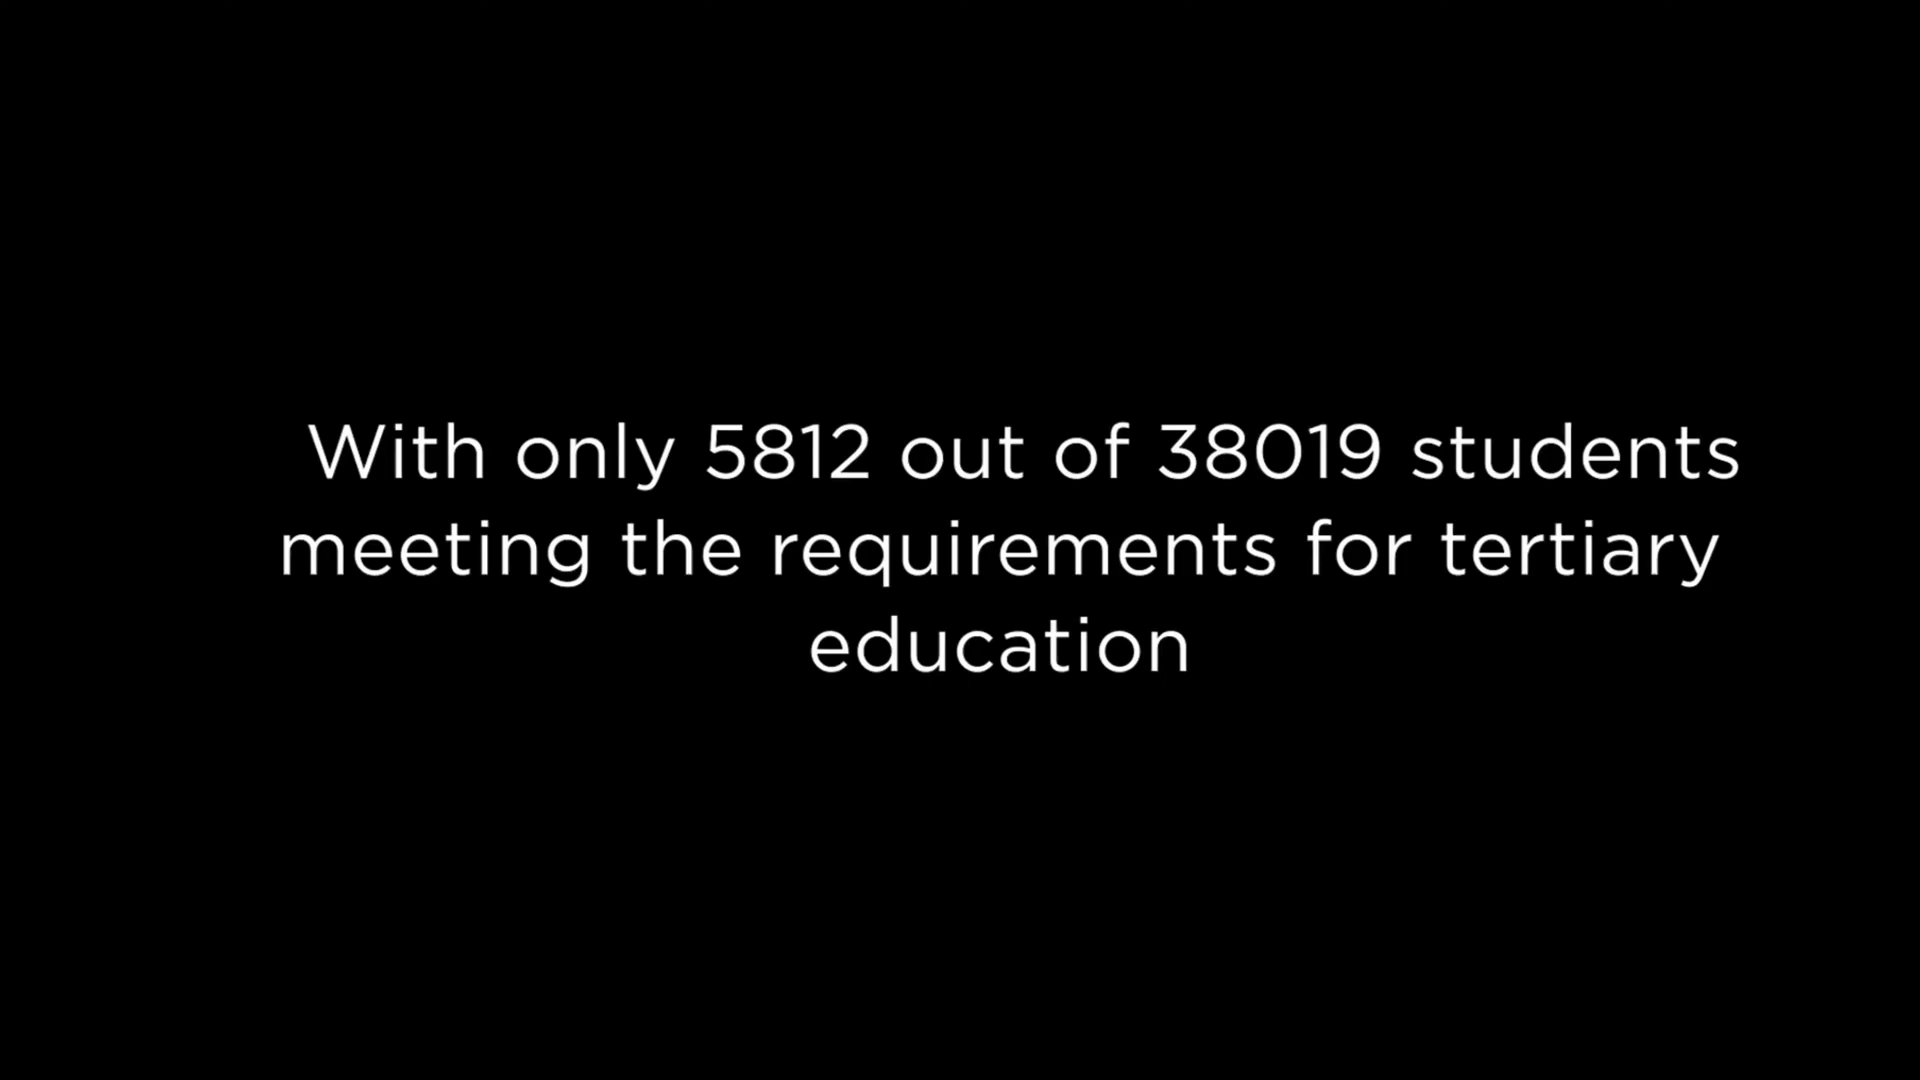 With only 5812 out of 38019 students
meeting the requirements for tertiary
education